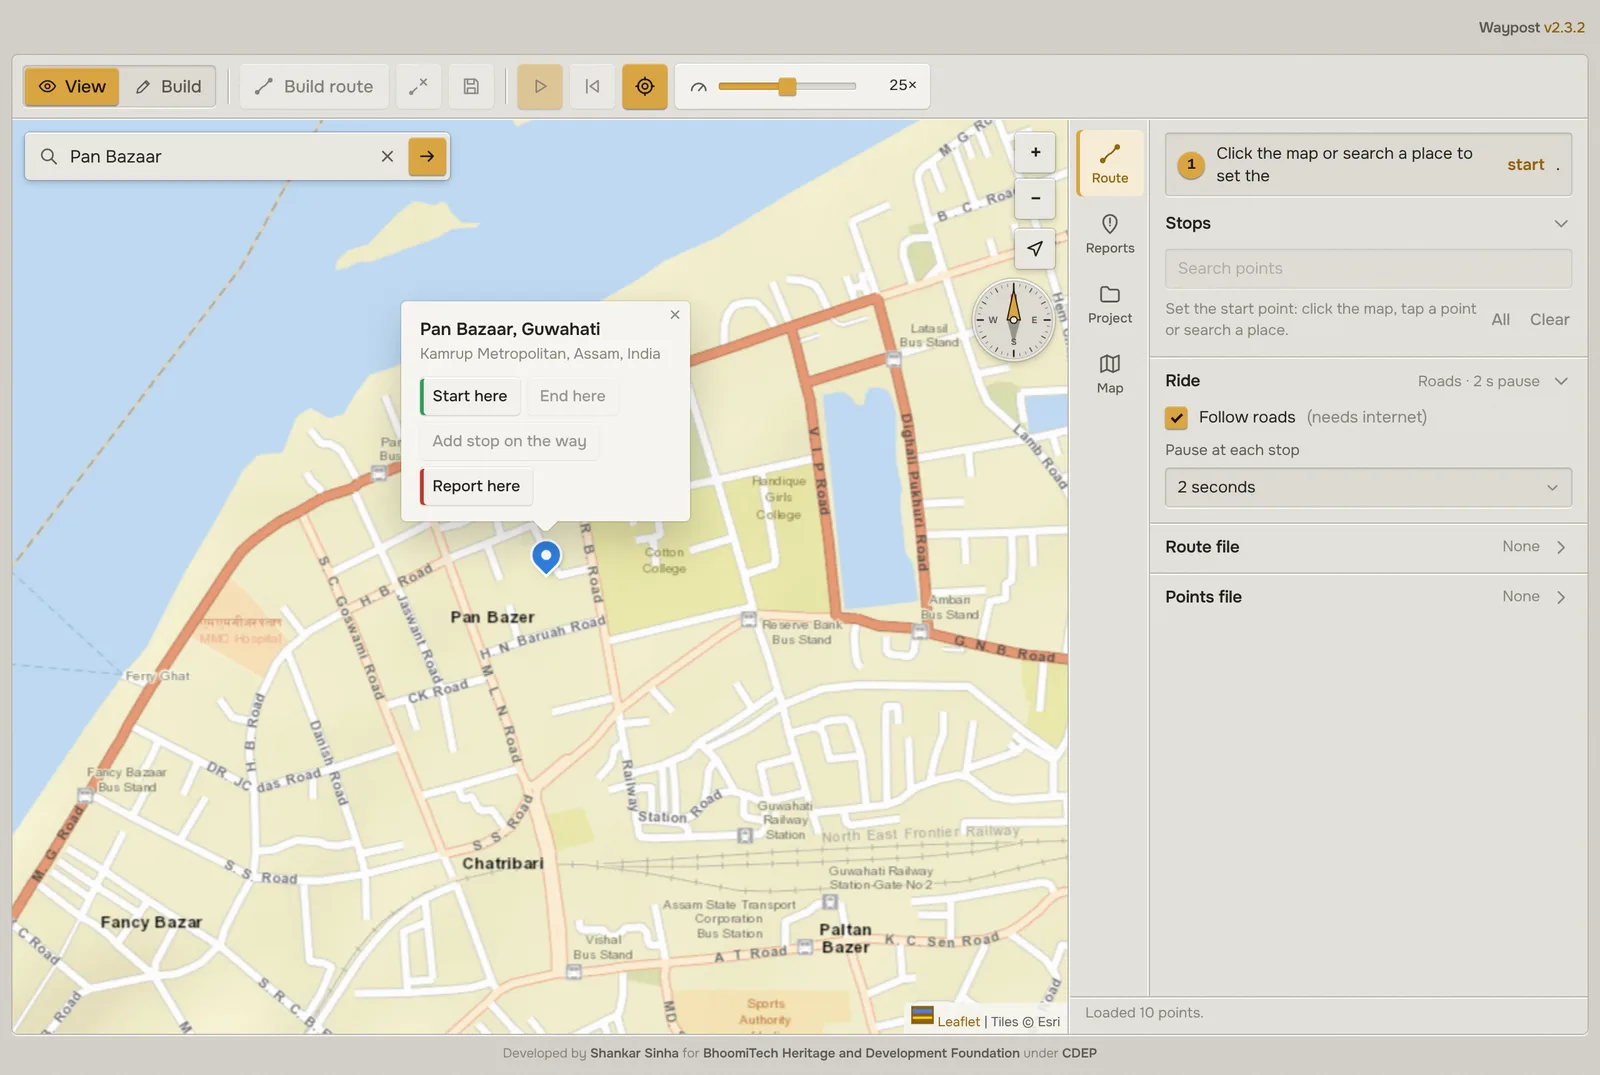 Waypost v2.3.2
View
Build
Build route
25×
Pan Bazaar
+
−
W
E
S
Pan Bazaar, Guwahati
Kamrup Metropolitan, Assam, India
Start here
End here
Add stop on the way
Report here
M. G. Ro
B. C. Road
Hem
Latasil
Bus Stand
Lamb Road
V I P Road
Dighali Pukhuri Road
Pan
Bus
Handique
Girls
College
Cotton
College
R. B. Road
H. B. Road
S. C. Goswami Road
Jaswant Road
Pan Bazer
H N. Baruah Road
Reserve Bank
Bus Stand
Ambari
Bus Stand
G. N. B. Road
MMC Hospital
Ferry Ghat
CK Road
M. L. N. Road
H. B. Road
Danish Road
DR. JC das Road
Fancy Bazaar
Bus Stand
M. G. Road
Railway
Station Road
Guwahati
Railway
Station
North East Frontier Railway
S. S. Road
Chatribari
S. S. Road
Guwahati Railway
Station-Gate No 2
Assam State Transport
Corporation
Bus Station
Fancy Bazar
Paltan
Bazer
K. C. Sen Road
Vishal
Bus Stand
A T Road
C. Road
S. R. C. B.
Road
M
MD
oad
Sports
Authority
Leaflet | Tiles © Esri
Route
Reports
Project
Map
1
Click the map or search a place to
set the
start .
Stops
Search points
Set the start point: click the map, tap a point
or search a place.
All
Clear
Ride
Roads · 2 s pause
Follow roads (needs internet)
Pause at each stop
2 seconds
Route file
None
Points file
None
Loaded 10 points.
Developed by Shankar Sinha for BhoomiTech Heritage and Development Foundation under CDEP